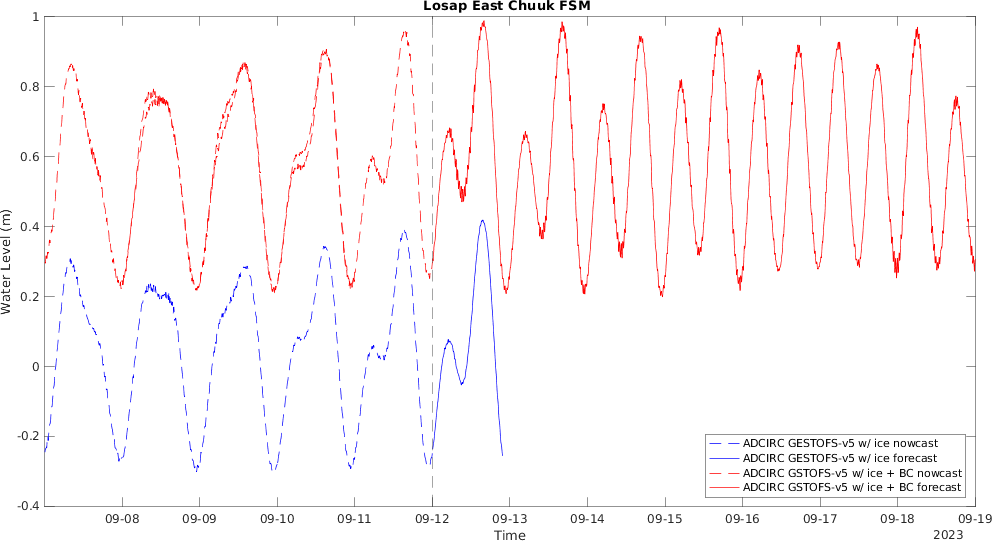 Losap East Chuuk FSM
Water Level (m)
1
0.8
0.6
0.4
0.2
0
-0.2
-0.4
ADCIRC GESTOFS-v5 w/ ice nowcast
ADCIRC GESTOFS-v5 w/ ice forecast
ADCIRC GSTOFS-v5 w/ ice + BC nowcast
ADCIRC GSTOFS-v5 w/ ice + BC forecast
09-08 09-09 09-10 09-11 09-12 09-13 09-14 09-15 09-16 09-17 09-18 09-19
Time
2023